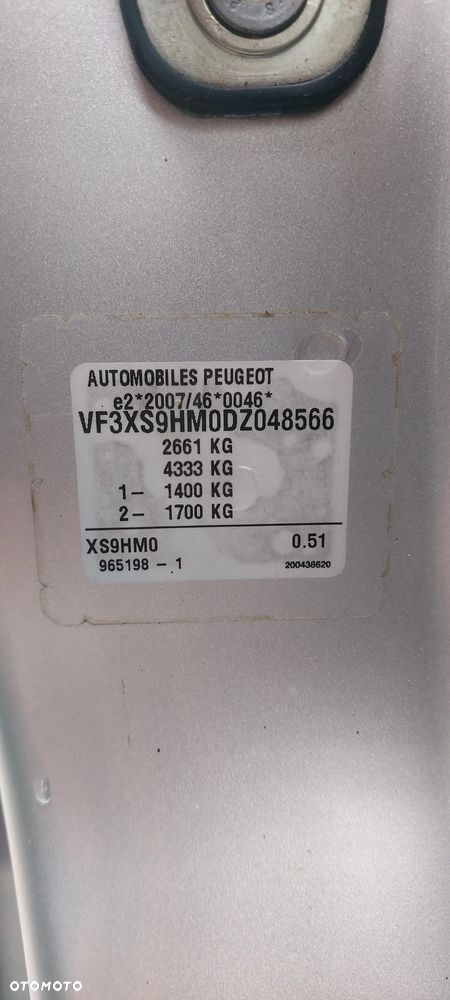 AUTOMOBILES PEUGEOT
e2*2007/46*0046*
VF3XS9HM0DZ048566
2661 KG
4333 KG
1- 1400 KG
2- 1700 KG
XS9HM0 0.51
965198 - 1 200438620
OTOMOTO